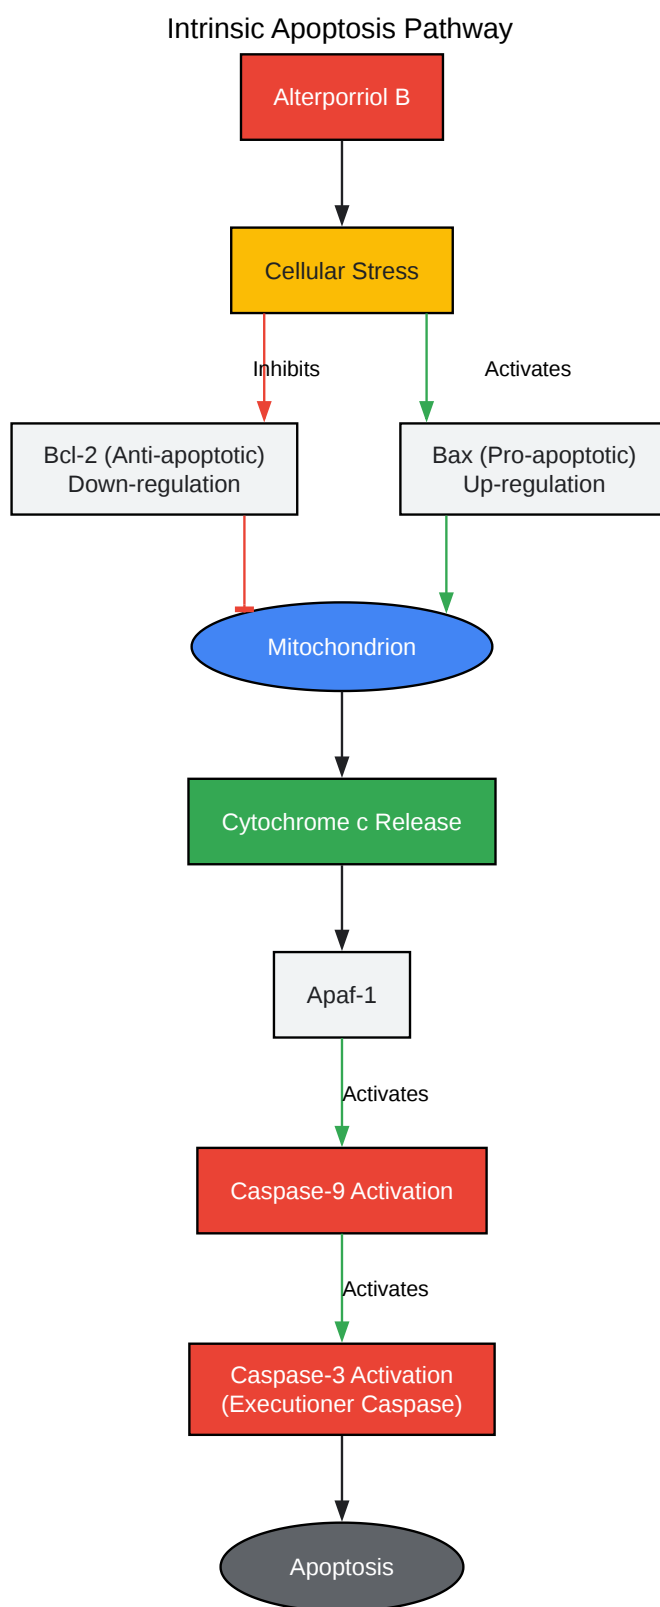 Intrinsic Apoptosis Pathway
Alterporriol B
Cellular Stress
Inhibits
Activates
Bcl-2 (Anti-apoptotic)
Down-regulation
Bax (Pro-apoptotic)
Up-regulation
Mitochondrion
Cytochrome c Release
Apaf-1
Activates
Caspase-9 Activation
Activates
Caspase-3 Activation
(Executioner Caspase)
Apoptosis